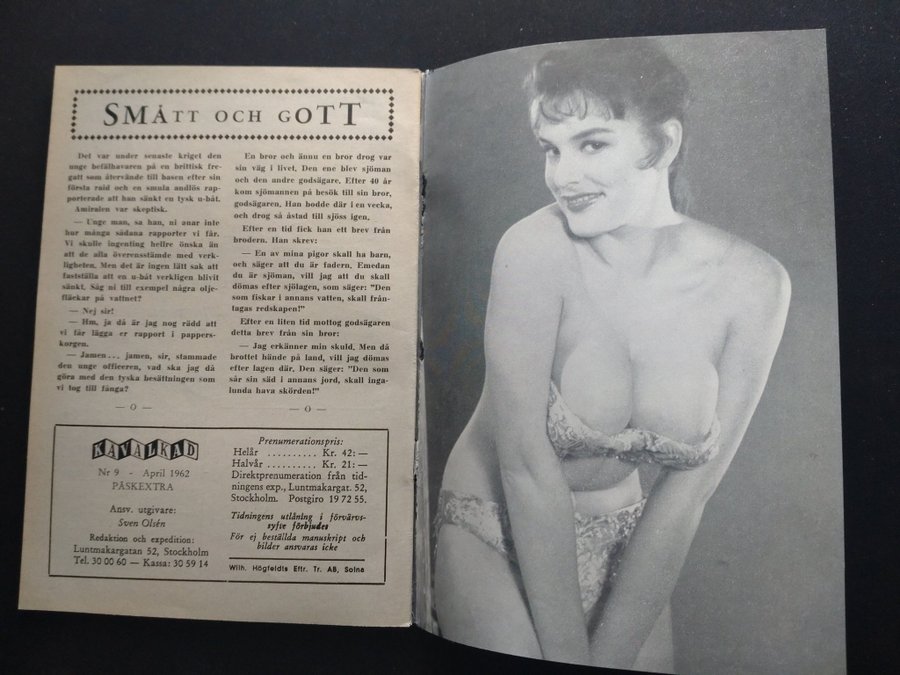 SMÅTT OCH GOTT
Det var under senaste kriget den
unge befälhavaren på en brittisk fre-
gatt som återvände till basen efter sin
första raid och en smula andlös rap-
porterade att han sänkt en tysk u-båt.
Amiralen var skeptisk.
— Unge man, sa han, ni anar inte
hur många sådana rapporter vi får.
Vi skulle ingenting hellre önska än
att de alla överensstämde med verk-
ligheten. Men det är ingen lätt sak att
fastställa att en u-båt verkligen blivit
sänkt. Såg ni till exempel några olje-
fläckar på vattnet?
— Nej sir!
— Hm, ja då är jag nog rädd att
vi får lägga er rapport i pappers-
korgen.
— Jamen... jamen, sir, stammade
den unge officeren, vad ska jag då
göra med den tyska besättningen som
vi tog till fånga?
— O —
En bror och ännu en bror drog var
sin väg i livet. Den ene blev sjöman
och den andre godsägare. Efter 40 år
kom sjömannen på besök till sin bror,
godsägaren. Han bodde där i en vecka,
och drog så åstad till sjöss igen.
Efter en tid fick han ett brev från
brodern. Han skrev:
— En av mina pigor skall ha barn,
och säger att du är fadern. Emedan
du är sjöman, vill jag att du skall
dömas efter sjölagen, som säger: "Den
som fiskar i annans vatten, skall från-
tagas redskapen!"
Efter en liten tid mottog godsägaren
detta brev från sin bror:
— Jag erkänner min skuld. Men då
brottet hände på land, vill jag dömas
efter lagen där. Den säger: "Den som
sår sin säd i annans jord, skall inga-
lunda hava skörden!"
— O —
KAVALKAD
Nr 9 - April 1962
PÅSKEXTRA
Ansv. utgivare:
Sven Olsén
Redaktion och expedition:
Luntmakargatan 52, Stockholm
Tel. 30 00 60 — Kassa: 30 59 14
Prenumerationspris:
Helår .......... Kr. 42: —
Halvår .......... Kr. 21: —
Direktprenumeration från tid-
ningens exp., Luntmakargat. 52,
Stockholm. Postgiro 19 72 55.
Tidningens utlåning i förvärvs-
syfte förbjudes
För ej beställda manuskript och
bilder ansvaras icke
Wilh. Högfeldts Eftr. Tr. AB, Solna